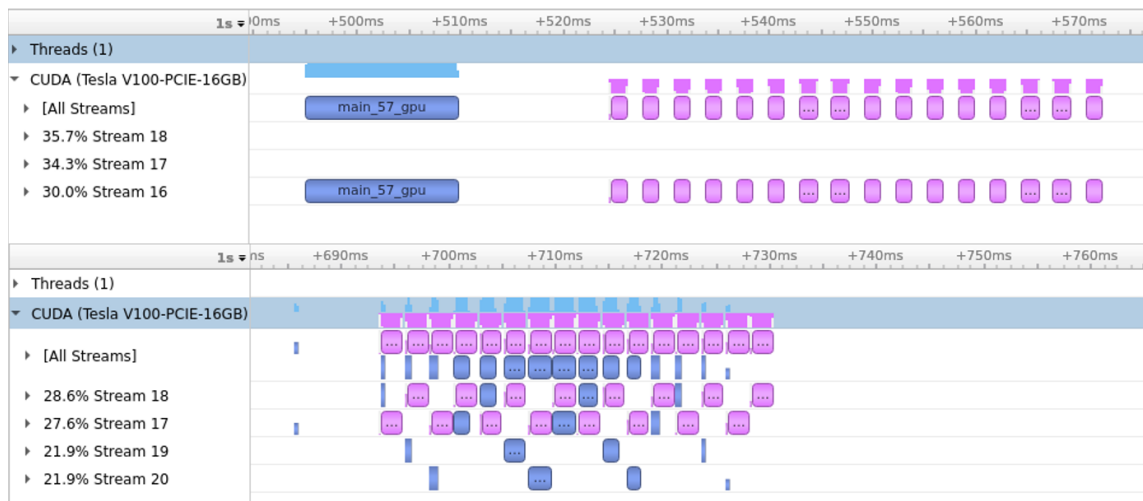 1s 00ms +500ms +510ms +520ms +530ms +540ms +550ms +560ms +570ms
Threads (1)
CUDA (Tesla V100-PCIE-16GB)
[All Streams] main_57_gpu ... ... ... ...
35.7% Stream 18
34.3% Stream 17
30.0% Stream 16 main_57_gpu ... ... ... ...
1s ms +690ms +700ms +710ms +720ms +730ms +740ms +750ms +760ms
Threads (1)
CUDA (Tesla V100-PCIE-16GB)
... ... ... ... ... ... ... ... ... ... ... ... ... ... ... ...
[All Streams]
... ... ... ...
28.6% Stream 18 ... ... ... ... ... ... ... ...
27.6% Stream 17 ... ... ... ... ... ... ... ... ...
21.9% Stream 19 ...
21.9% Stream 20 ...